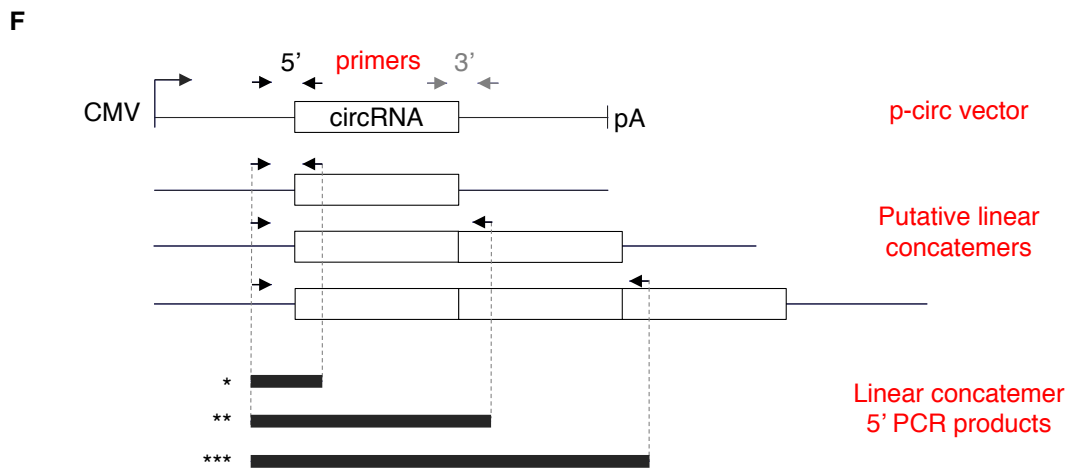 F
5’ primers 3’
CMV circRNA pA p-circ vector
Putative linear
concatemers
*
**
***
Linear concatemer
5’ PCR products